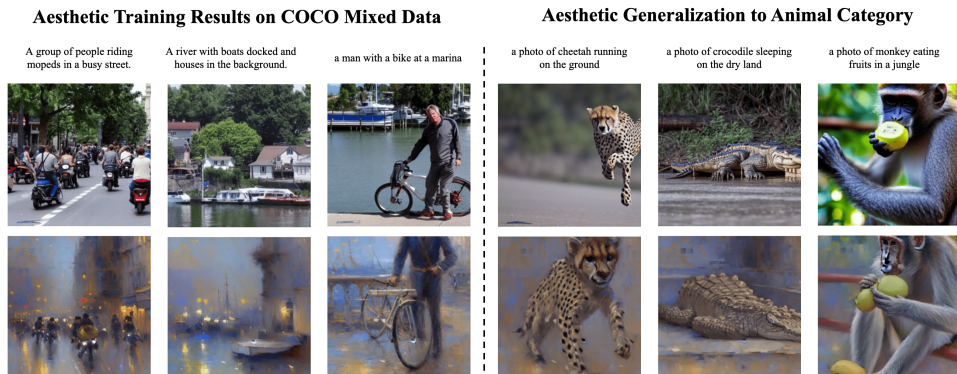 Aesthetic Training Results on COCO Mixed Data
A group of people riding
mopeds in a busy street.
A river with boats docked and
houses in the background.
a man with a bike at a marina
Aesthetic Generalization to Animal Category
a photo of cheetah running
on the ground
a photo of crocodile sleeping
on the dry land
a photo of monkey eating
fruits in a jungle